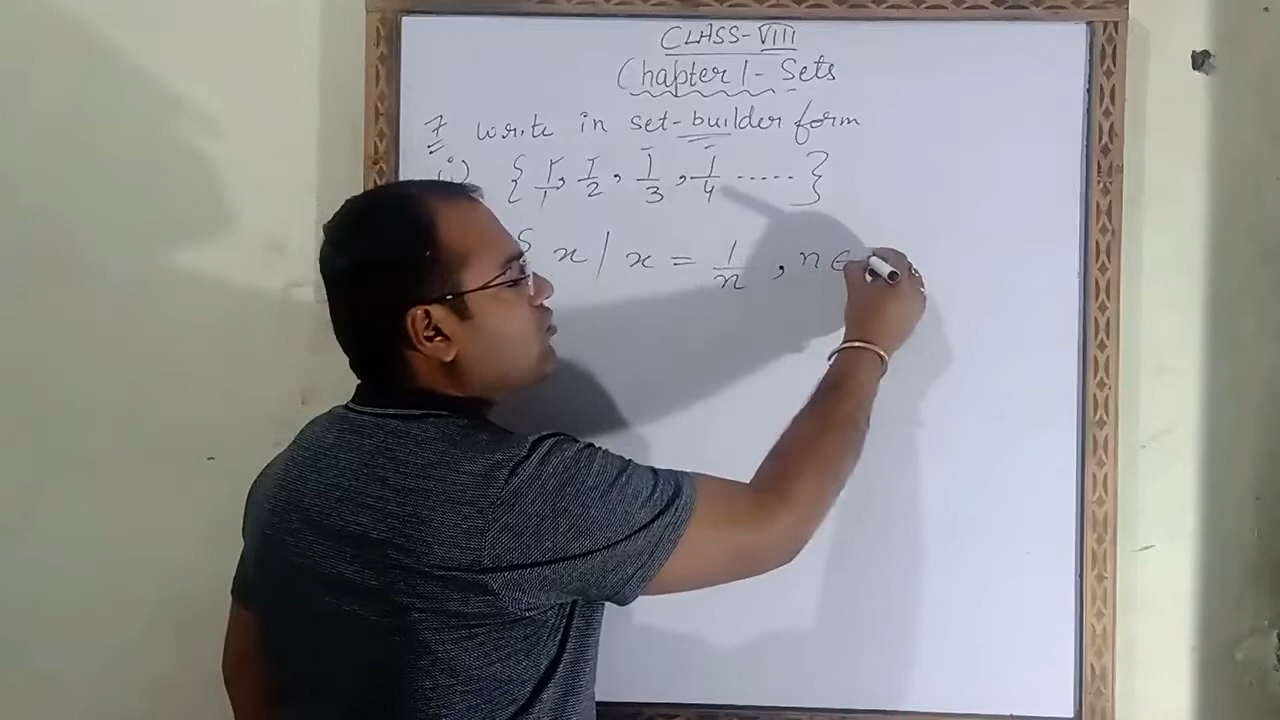 CLASS-VIII
Chapter 1 - Sets
7 write in set-builder form
i) { 1/1, 1/2, 1/3, 1/4 ..... }
{ x / x = 1/n , n ∈